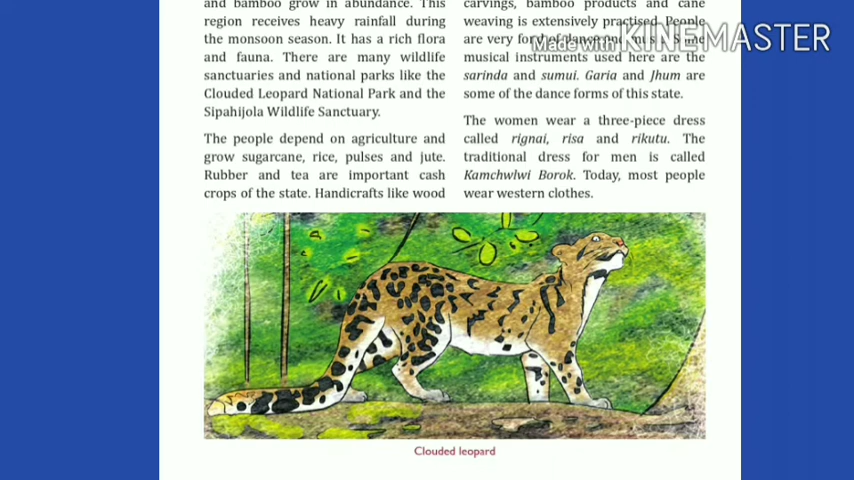 and bamboo grow in abundance. This
region receives heavy rainfall during
the monsoon season. It has a rich flora
and fauna. There are many wildlife
sanctuaries and national parks like the
Clouded Leopard National Park and the
Sipahijola Wildlife Sanctuary.
The people depend on agriculture and
grow sugarcane, rice, pulses and jute.
Rubber and tea are important cash
crops of the state. Handicrafts like wood
carvings, bamboo products and cane
weaving is extensively practised. People
are very fond of
musical instruments used here are the
sarinda and sumui. Garia and Jhum are
some of the dance forms of this state.
The women wear a three-piece dress
called rignai, risa and rikutu. The
traditional dress for men is called
Kamchwlwi Borok. Today, most people
wear western clothes.
Clouded leopard
Made with KINEMASTER